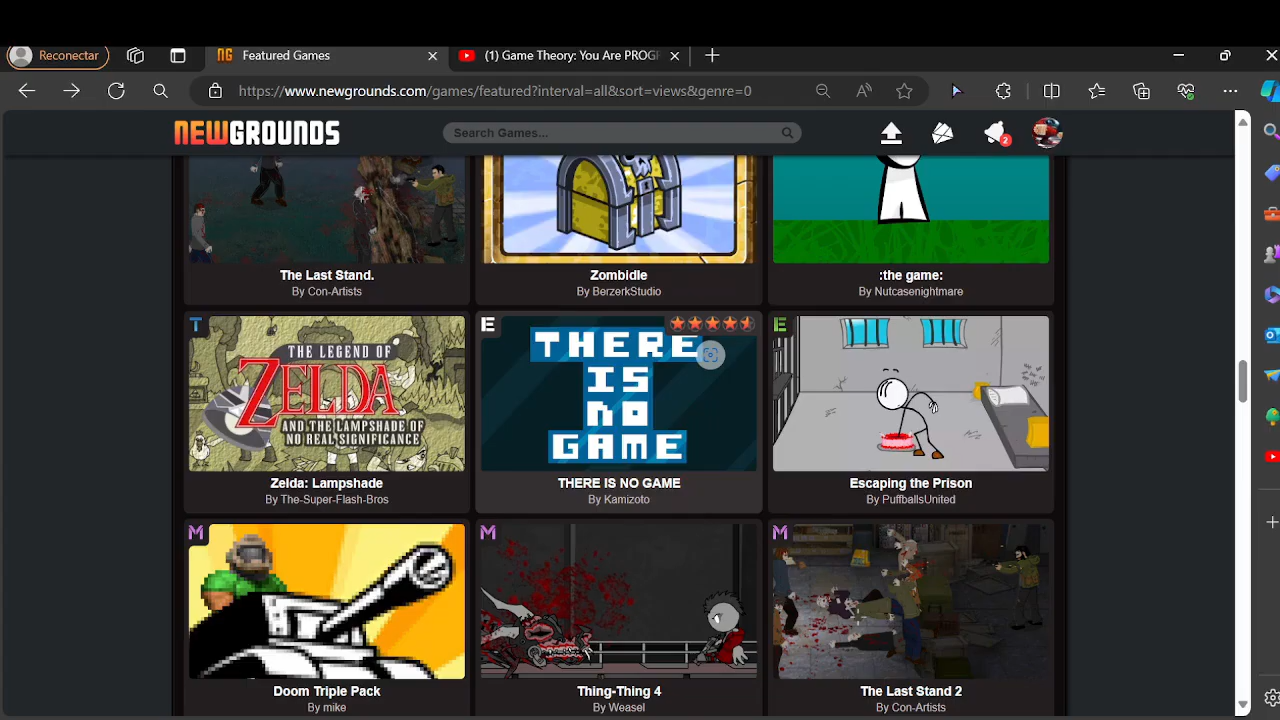 Reconectar
NG Featured Games
(1) Game Theory: You Are PROG
https://www.newgrounds.com/games/featured?interval=all&sort=views&genre=0
NEWGROUNDS
Search Games...
2
The Last Stand.
By Con-Artists
Zombidle
By BerzerkStudio
:the game:
By Nutcasenightmare
T
THE LEGEND OF
ZELDA
AND THE LAMPSHADE OF
NO REAL SIGNIFICANCE
Zelda: Lampshade
By The-Super-Flash-Bros
E
THERE
IS
NO
GAME
THERE IS NO GAME
By Kamizoto
E
Escaping the Prison
By PuffballsUnited
M
Doom Triple Pack
By mike
M
Thing-Thing 4
By Weasel
M
The Last Stand 2
By Con-Artists